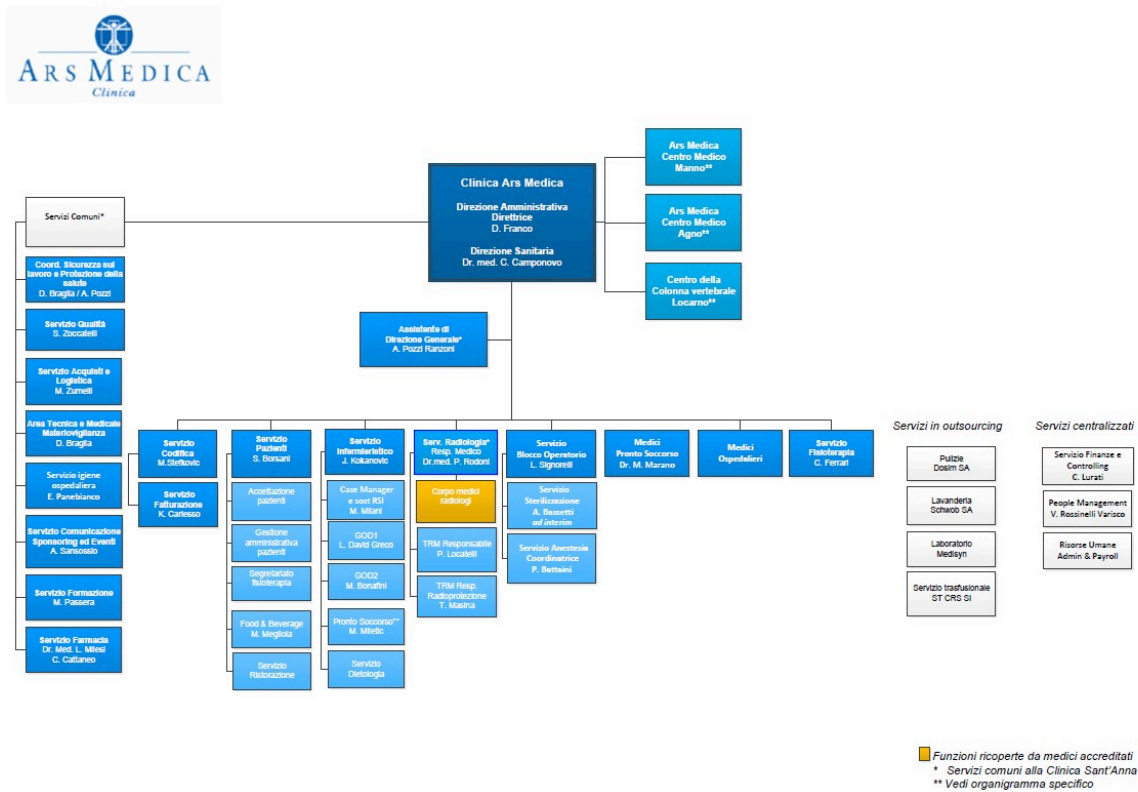 ARS MEDICA
Clinica
Ars Medica
Centro Medico
Manno**
Clinica Ars Medica
Direzione Amministrativa
Direttrice
D. Franco
Direzione Sanitaria
Dr. med. C. Camponovo
Ars Medica
Centro Medico
Agno**
Centro della
Colonna vertebrale
Locarno**
Servizi Comuni*
Coord. Sicurezza sul
lavoro e Protezione della
salute
D. Braglia / A. Pozzi
Servizio Qualità
S. Zoccatelli
Servizio Acquisti e
Logistica
M. Zumelli
Area Tecnica e Medicale
Materiovigilanza
D. Braglia
Servizio igiene
ospedaliera
E. Panebianco
Servizio Comunicazione
Sponsoring ed Eventi
A. Sansossio
Servizio Formazione
M. Passera
Servizio Farmacia
Dr. Med. L. Milesi
C. Cattaneo
Assistente di
Direzione Generale*
A. Pozzi Ranzoni
Servizio
Codifica
M.Stefkovic
Servizio
Fatturazione
K. Carlesso
Servizio
Pazienti
S. Borsani
Accettazione
pazienti
Gestione
amministrativa
pazienti
Segretariato
fisioterapia
Food & Beverage
M. Megliola
Servizio
Ristorazione
Servizio
Infermieristico
J. Kokanovic
Case Manager
e sost RSI
M. Milani
GOD1
L. David Greco
GOD2
M. Bonafini
Pronto Soccorso**
M. Miletic
Servizio
Dietologia
Serv. Radiologia*
Resp. Medico
Dr.med. P. Rodoni
Corpo medici
radiologi
TRM Responsabile
P. Locatelli
TRM Resp.
Radioprotezione
T. Masina
Servizio
Blocco Operatorio
L. Signorelli
Servizio
Sterilizzazione
A. Bassetti
ad interim
Servizio Anestesia
Coordinatrice
P. Battaini
Medici
Pronto Soccorso
Dr. M. Marano
Medici
Ospedalieri
Servizio
Fisioterapia
C. Ferrari
Servizi in outsourcing
Pulizie
Dosim SA
Lavanderia
Schwob SA
Laboratorio
Medisyn
Servizio trasfusionale
ST CRS SI
Servizi centralizzati
Servizio Finanze e
Controlling
C. Lurati
People Management
V. Rossinelli Varisco
Risorse Umane
Admin & Payroll
Funzioni ricoperte da medici accreditati
* Servizi comuni alla Clinica Sant'Anna
** Vedi organigramma specifico